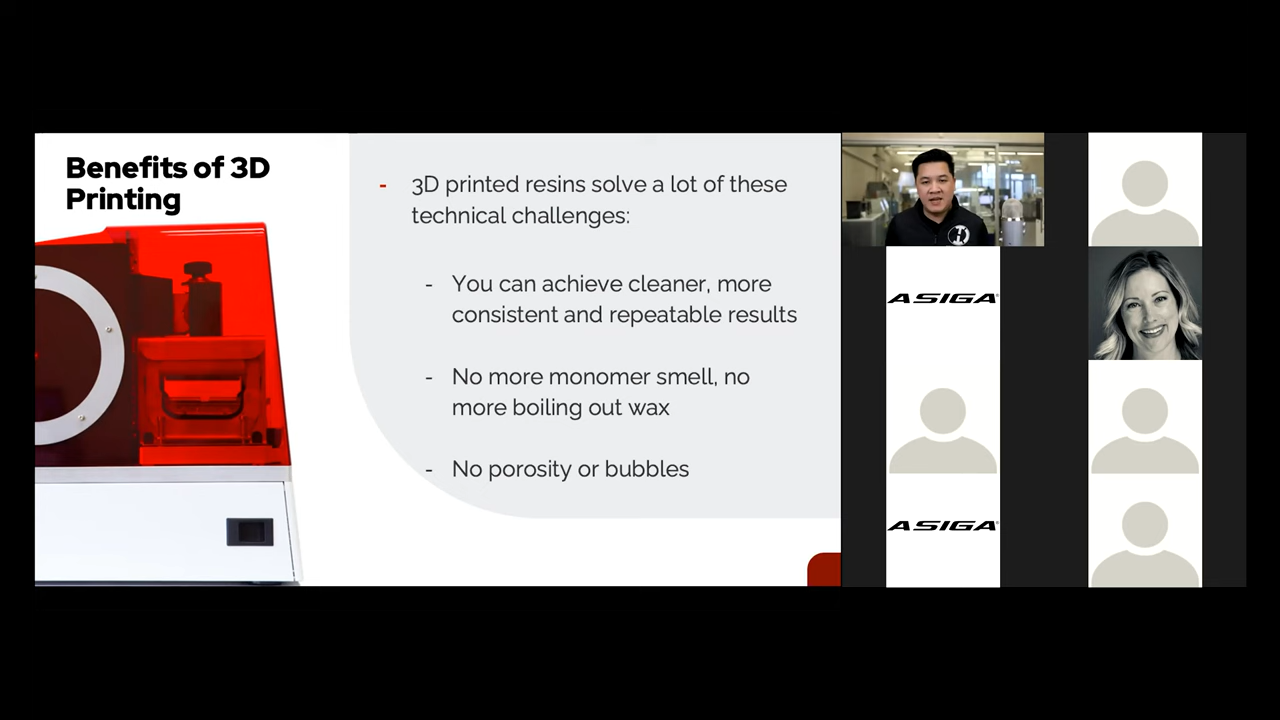 Benefits of 3D
Printing
- 3D printed resins solve a lot of these
technical challenges:
- You can achieve cleaner, more
consistent and repeatable results
- No more monomer smell, no
more boiling out wax
- No porosity or bubbles
ASIGA®
ASIGA®